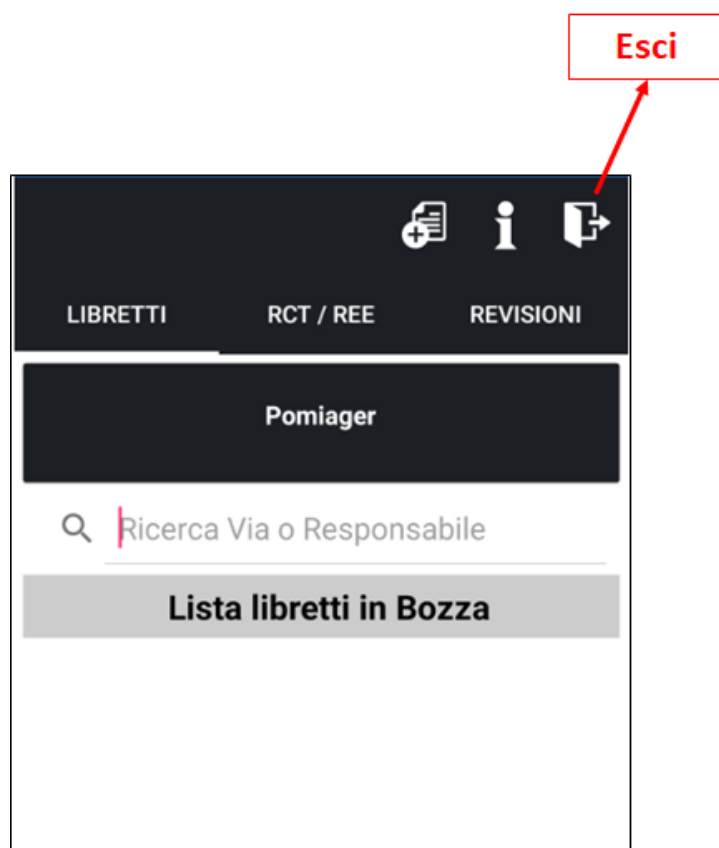 Esci
LIBRETTI RCT / REE REVISIONI
Pomiager
Ricerca Via o Responsabile
Lista libretti in Bozza